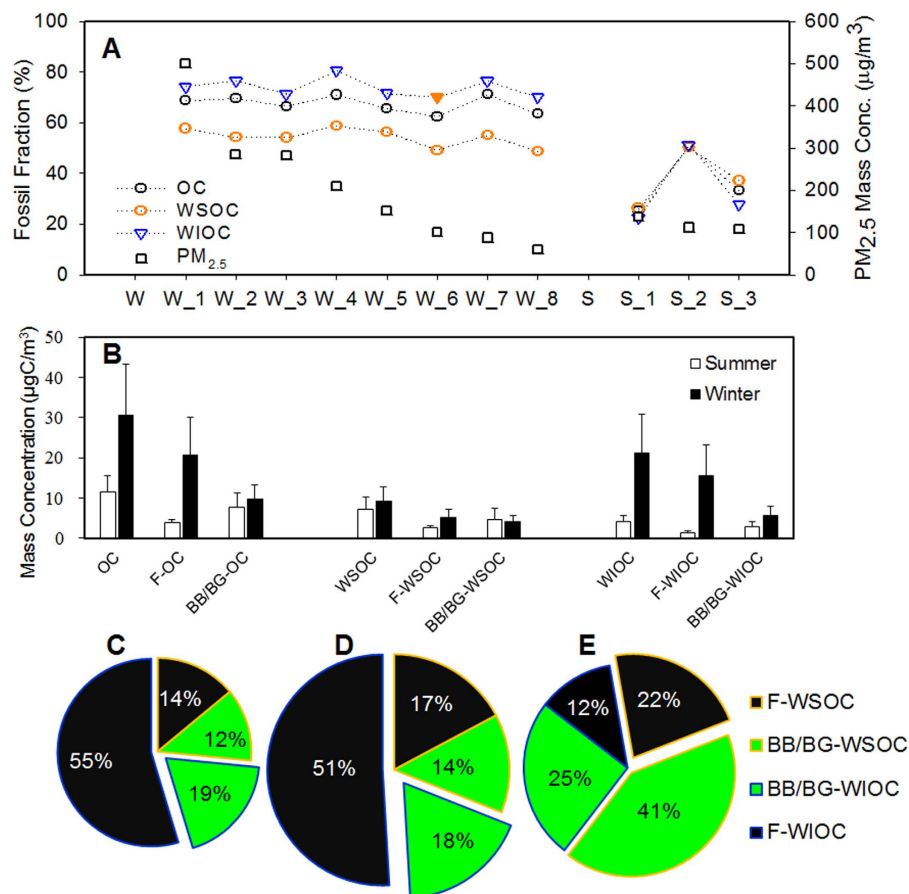 A
Fossil Fraction (%)
100
80
60
40
20
0
PM2.5 Mass Conc. (µg/m³)
600
500
400
300
200
100
0
OC
WSOC
WIOC
PM2.5
W W_1 W_2 W_3 W_4 W_5 W_6 W_7 W_8 S S_1 S_2 S_3
B
Mass Concentration (µgC/m³)
50
40
30
20
10
0
Summer
Winter
OC F-OC BB/BG-OC WSOC F-WSOC BB/BG-WSOC WIOC F-WIOC BB/BG-WIOC
C
14%
12%
19%
55%
D
17%
14%
18%
51%
E
22%
41%
25%
12%
F-WSOC
BB/BG-WSOC
BB/BG-WIOC
F-WIOC